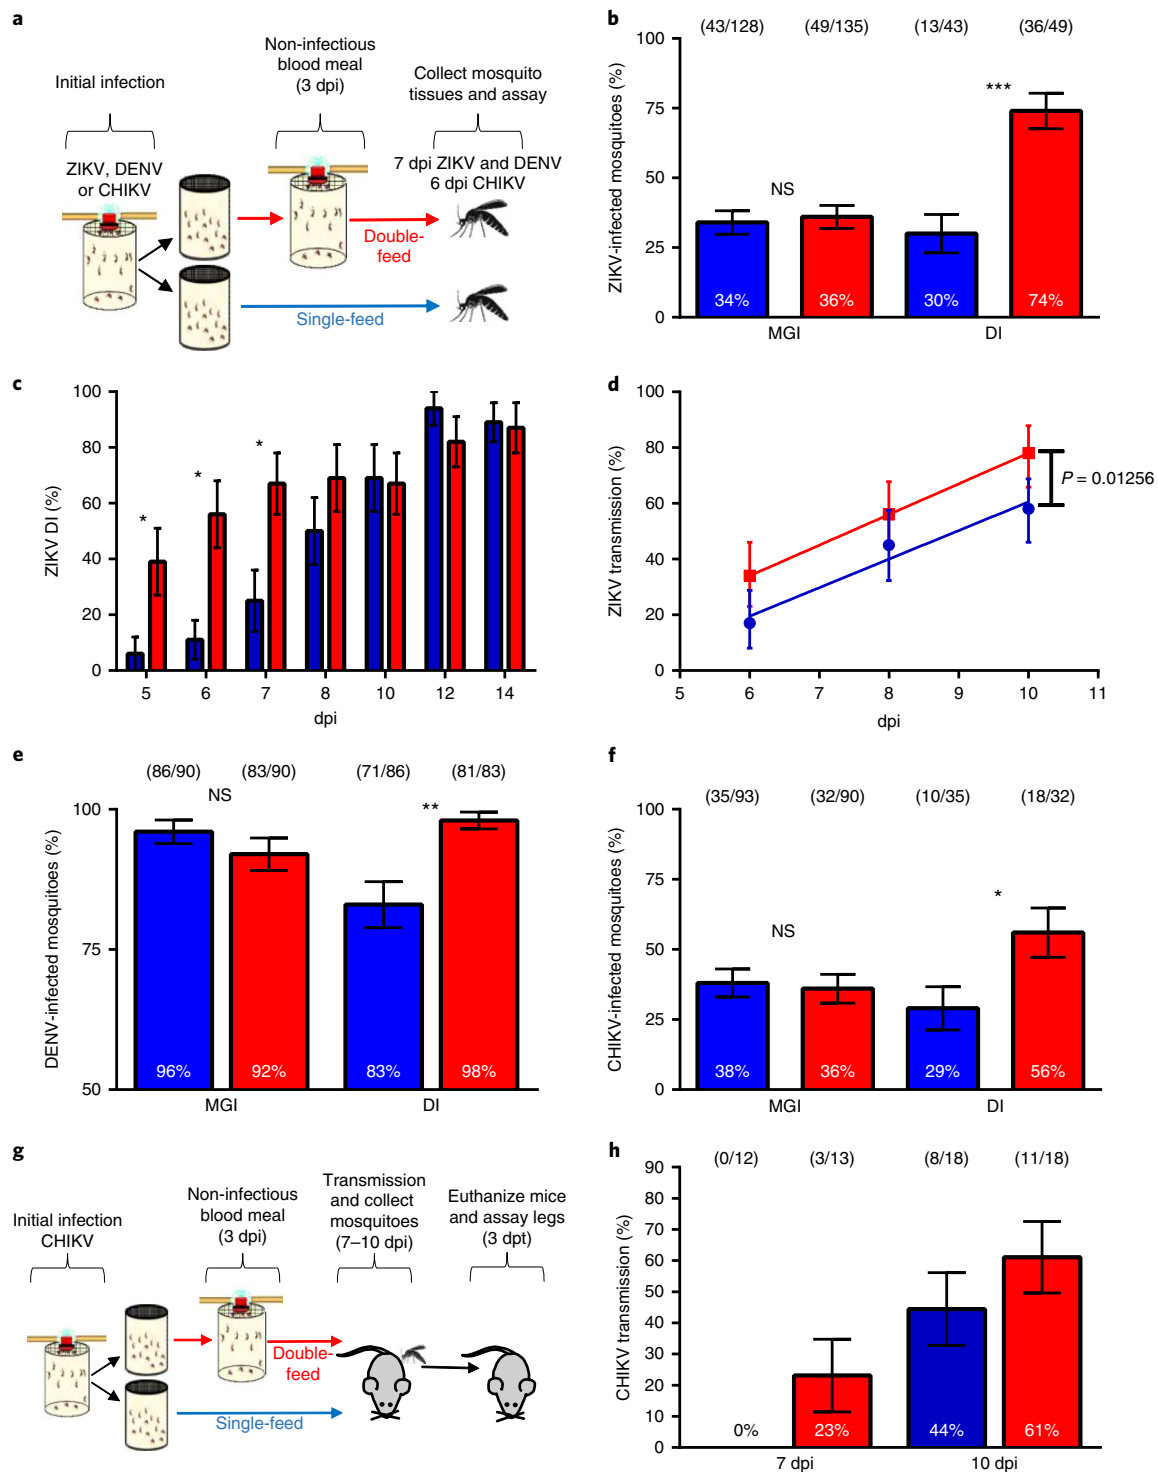 a
Initial infection
Non-infectious
blood meal
(3 dpi)
Collect mosquito
tissues and assay
ZIKV, DENV
or CHIKV
7 dpi ZIKV and DENV
6 dpi CHIKV
Double-
feed
Single-feed
b
(43/128) (49/135) (13/43) (36/49)
ZIKV-infected mosquitoes (%)
100
75
50
25
0
NS
***
34% 36% 30% 74%
MGI DI
c
ZIKV DI (%)
100
80
60
40
20
0
* * *
5 6 7 8 10 12 14
dpi
d
ZIKV transmission (%)
100
80
60
40
20
0
P = 0.01256
5 6 7 8 9 10 11
dpi
e
(86/90) (83/90) (71/86) (81/83)
NS
**
DENV-infected mosquitoes (%)
100
75
50
96% 92% 83% 98%
MGI DI
f
(35/93) (32/90) (10/35) (18/32)
CHIKV-infected mosquitoes (%)
100
75
50
25
0
NS
*
38% 36% 29% 56%
MGI DI
g
Initial infection
CHIKV
Non-infectious
blood meal
(3 dpi)
Transmission
and collect
mosquitoes
(7–10 dpi)
Euthanize mice
and assay legs
(3 dpt)
Double-
feed
Single-feed
h
(0/12) (3/13) (8/18) (11/18)
CHIKV transmission (%)
90
80
70
60
50
40
30
20
10
0
0% 23% 44% 61%
7 dpi 10 dpi